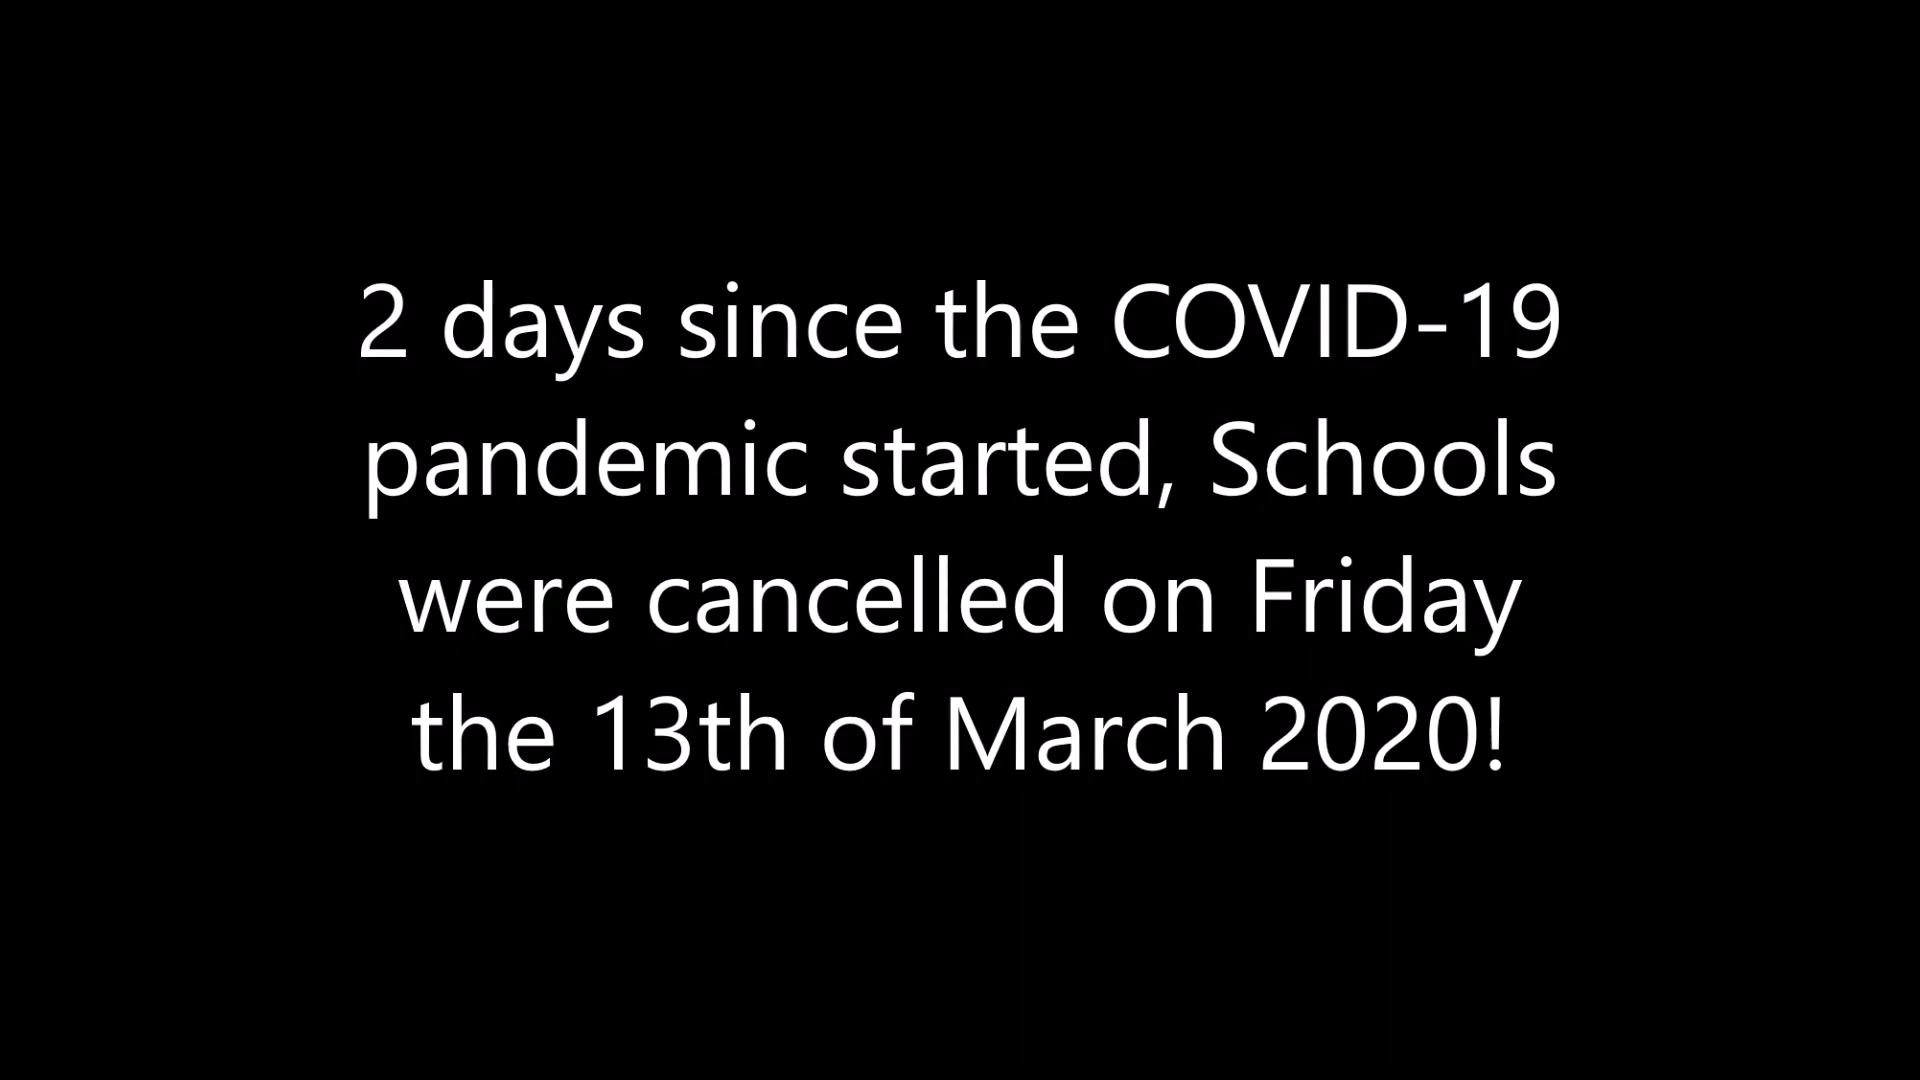 2 days since the COVID-19
pandemic started, Schools
were cancelled on Friday
the 13th of March 2020!